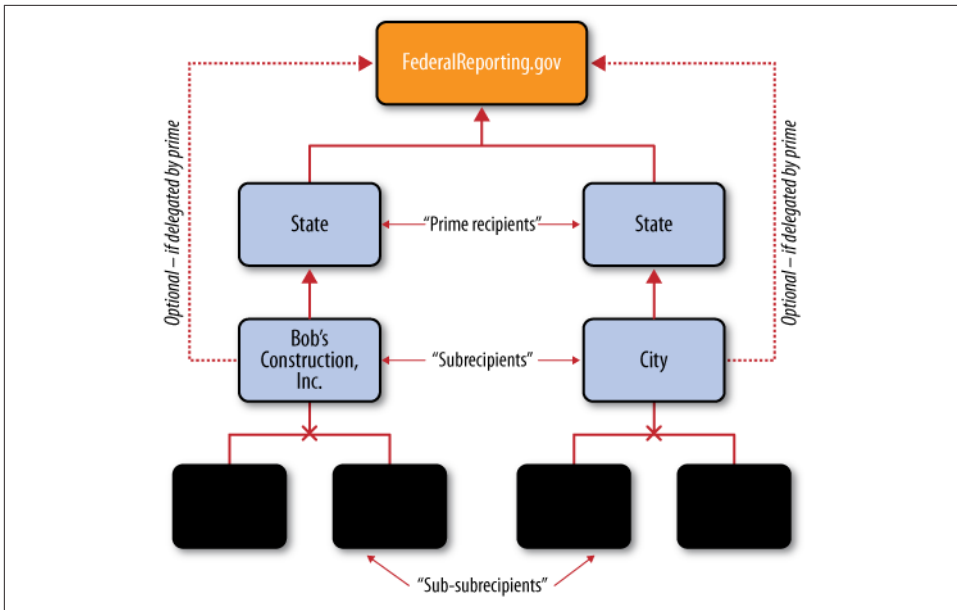 FederalReporting.gov
Optional – if delegated by prime
Optional – if delegated by prime
State
“Prime recipients”
State
Bob’s
Construction,
Inc.
“Subrecipients”
City
“Sub-subrecipients”